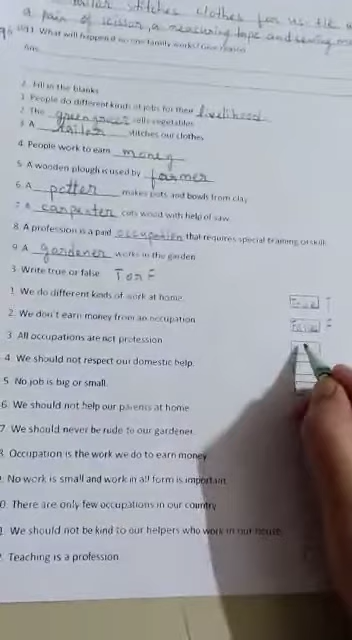 tailor stitches clothes for us. He u
a pair of scissor, a measuring tape and sewing m
Q11. What will happen if no one family works? Give reason
Ans.
2. Fill in the blanks
1. People do different kinds of jobs for their livelihood
2. The greengrocer sells vegetables
3. A tailor stitches our clothes
4. People work to earn money
5. A wooden plough is used by farmer
6. A potter makes pots and bowls from clay
7. A carpenter cuts wood with help of saw
8. A profession is a paid occupation that requires special training or skill
9. A gardener works in the garden
3. Write true or false T or F
1. We do different kinds of work at home. true T
2. We don't earn money from an occupation false F
3. All occupations are not profession
4. We should not respect our domestic help.
5. No job is big or small.
6. We should not help our parents at home
7. We should never be rude to our gardener.
8. Occupation is the work we do to earn money
. No work is small and work in all form is important
0. There are only few occupations in our country
. We should not be kind to our helpers who work in our house
. Teaching is a profession.